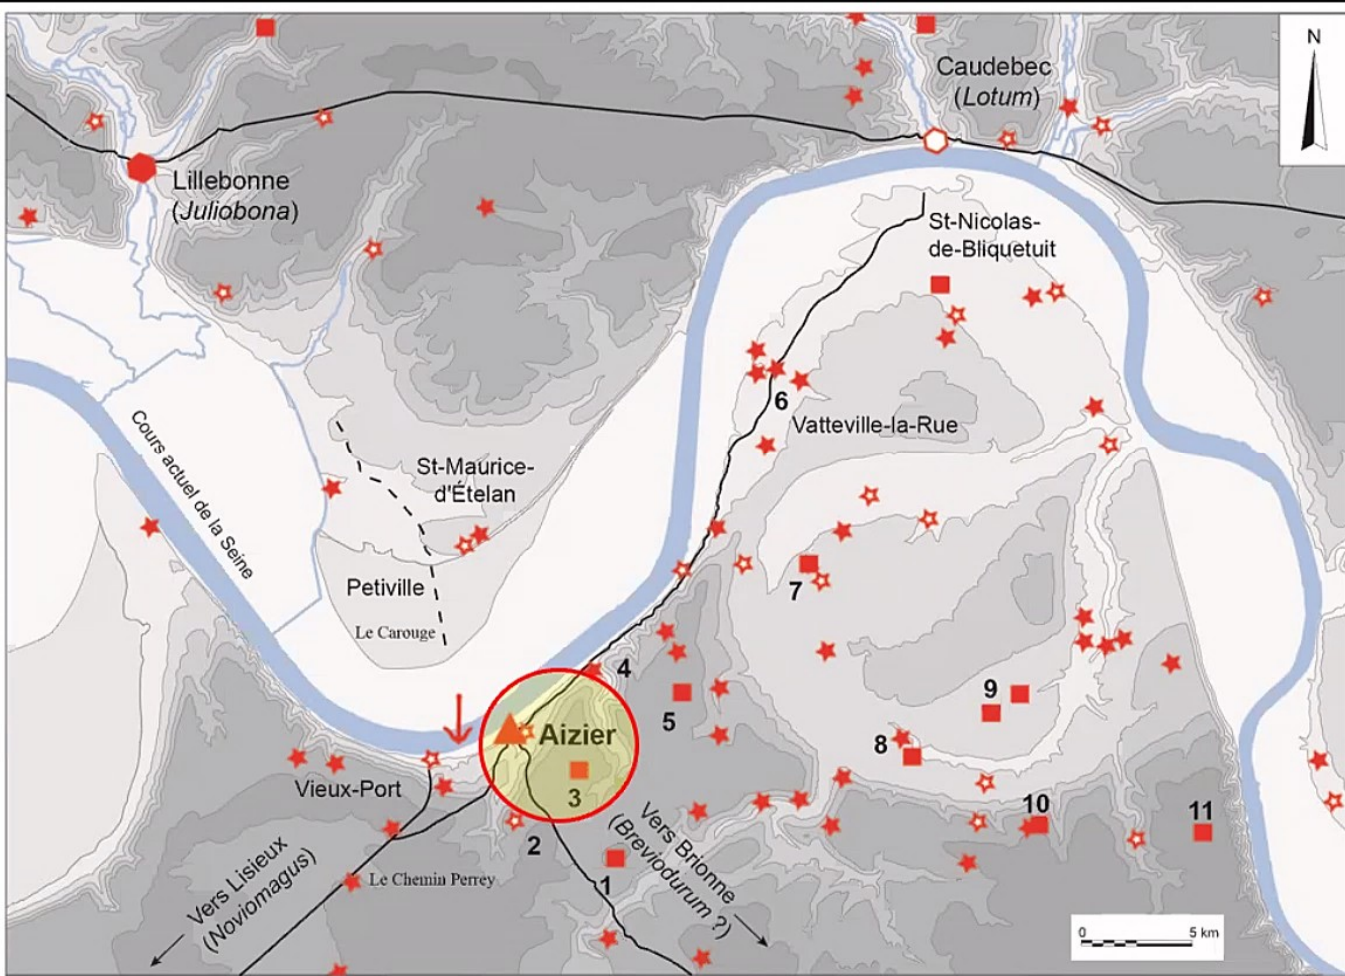 N
Caudebec
(Lotum)
Lillebonne
(Juliobona)
St-Nicolas-
de-Bliquetuit
6
Vatteville-la-Rue
Cours actuel de la Seine
St-Maurice-
d'Ételan
Petiville
Le Carouge
7
4
5
9
8
Aizier
3
Vieux-Port
2
10
11
1
Le Chemin Perrey
Vers Lisieux
(Noviomagus)
Vers Brionne
(Breviodurum ?)
0 5 km